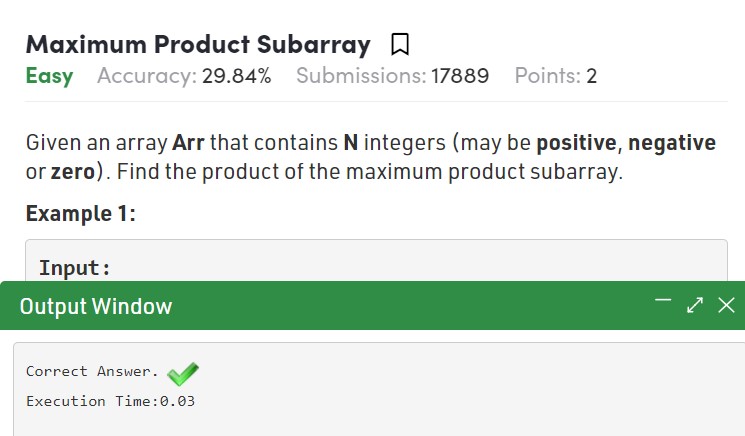 Maximum Product Subarray
Easy Accuracy: 29.84% Submissions: 17889 Points: 2
Given an array Arr that contains N integers (may be positive, negative
or zero). Find the product of the maximum product subarray.
Example 1:
Input:
Output Window
Correct Answer.
Execution Time:0.03